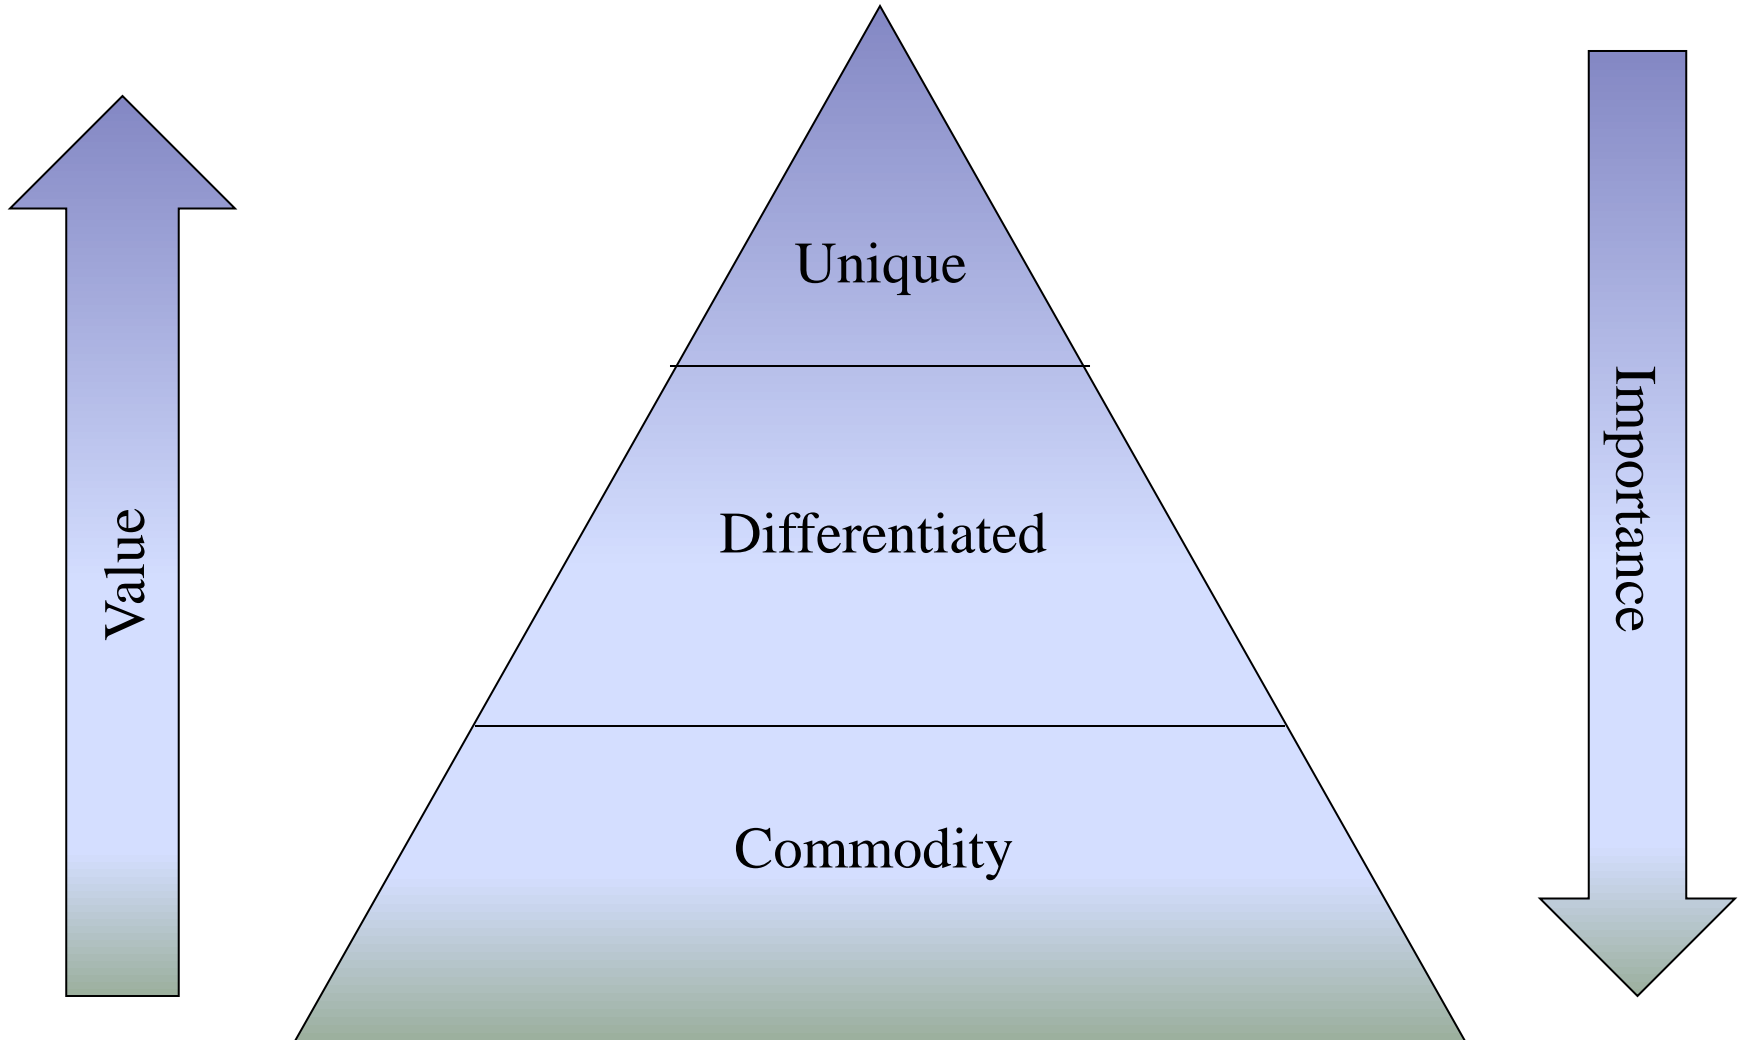 Unique
Differentiated
Commodity
Value
Importance